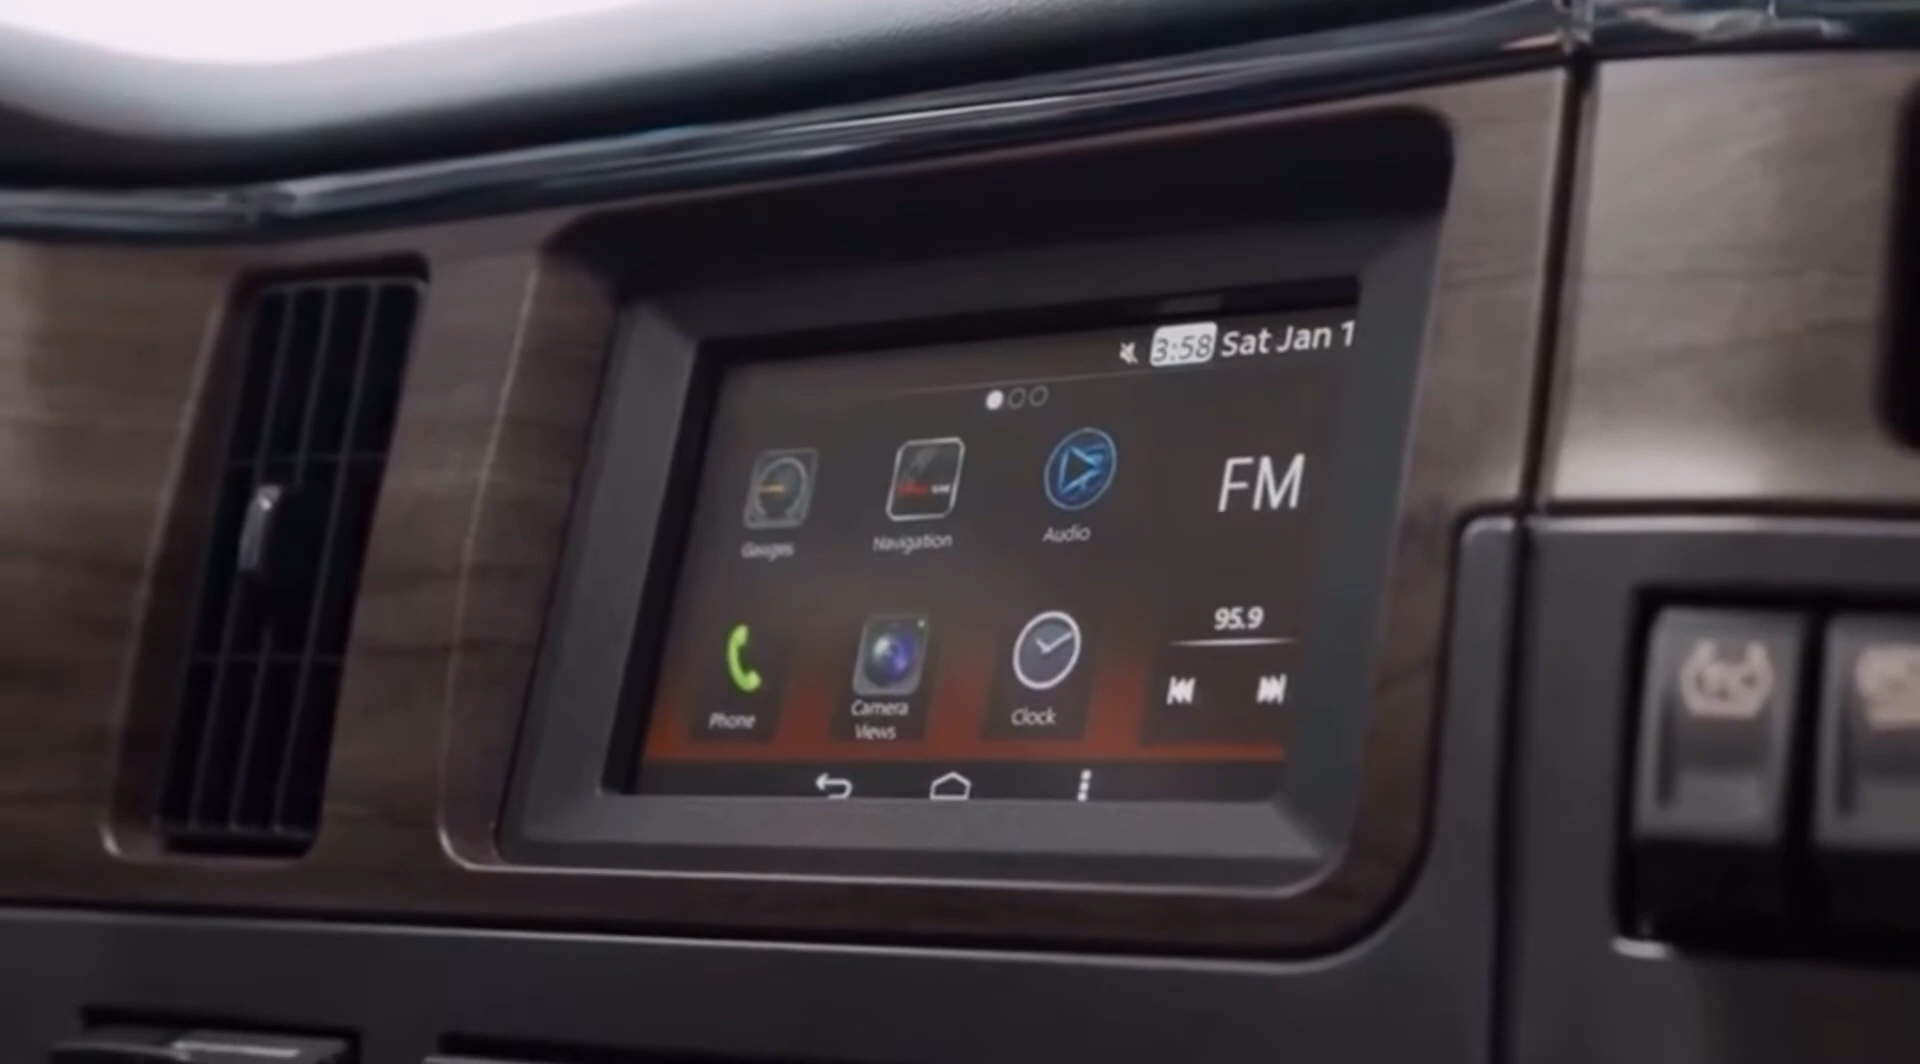 3:58 Sat Jan 1
Gauges
Navigation
Audio
FM
Phone
Camera
Views
Clock
95.9